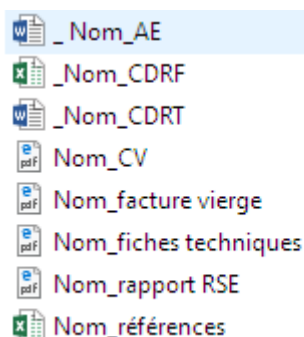 _ Nom_AE
_Nom_CDRF
_Nom_CDRT
Nom_CV
Nom_facture vierge
Nom_fiches techniques
Nom_rapport RSE
Nom_références